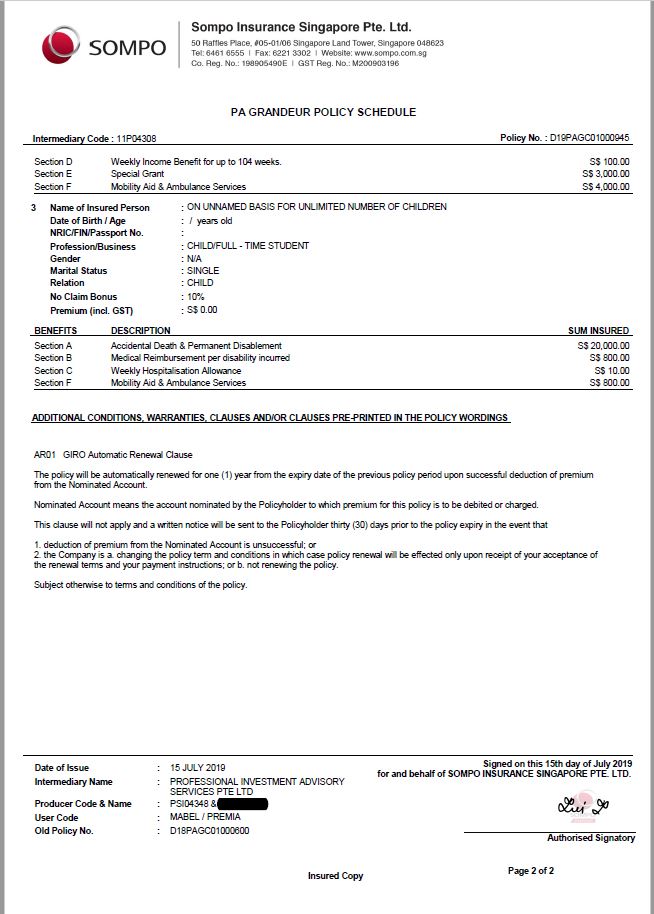 SOMPO
Sompo Insurance Singapore Pte. Ltd.
50 Raffles Place, #05-01/06 Singapore Land Tower, Singapore 048623
Tel: 6461 6555 | Fax: 6221 3302 | Website: www.sompo.com.sg
Co. Reg. No.: 198905490E | GST Reg. No.: M200903196
PA GRANDEUR POLICY SCHEDULE
Intermediary Code : 11P04308 Policy No. : D19PAGC01000945
Section D Weekly Income Benefit for up to 104 weeks. S$ 100.00
Section E Special Grant S$ 3,000.00
Section F Mobility Aid & Ambulance Services S$ 4,000.00
3 Name of Insured Person : ON UNNAMED BASIS FOR UNLIMITED NUMBER OF CHILDREN
Date of Birth / Age : / years old
NRIC/FIN/Passport No. :
Profession/Business : CHILD/FULL - TIME STUDENT
Gender : N/A
Marital Status : SINGLE
Relation : CHILD
No Claim Bonus : 10%
Premium (incl. GST) : S$ 0.00
BENEFITS DESCRIPTION SUM INSURED
Section A Accidental Death & Permanent Disablement S$ 20,000.00
Section B Medical Reimbursement per disability incurred S$ 800.00
Section C Weekly Hospitalisation Allowance S$ 10.00
Section F Mobility Aid & Ambulance Services S$ 800.00
ADDITIONAL CONDITIONS, WARRANTIES, CLAUSES AND/OR CLAUSES PRE-PRINTED IN THE POLICY WORDINGS
AR01 GIRO Automatic Renewal Clause
The policy will be automatically renewed for one (1) year from the expiry date of the previous policy period upon successful deduction of premium
from the Nominated Account.
Nominated Account means the account nominated by the Policyholder to which premium for this policy is to be debited or charged.
This clause will not apply and a written notice will be sent to the Policyholder thirty (30) days prior to the policy expiry in the event that
1. deduction of premium from the Nominated Account is unsuccessful; or
2. the Company is a. changing the policy term and conditions in which case policy renewal will be effected only upon receipt of your acceptance of
the renewal terms and your payment instructions; or b. not renewing the policy.
Subject otherwise to terms and conditions of the policy.
Date of Issue : 15 JULY 2019
Intermediary Name : PROFESSIONAL INVESTMENT ADVISORY
SERVICES PTE LTD
Producer Code & Name : PSI04348 &
User Code : MABEL / PREMIA
Old Policy No. : D18PAGC01000600
Signed on this 15th day of July 2019
for and behalf of SOMPO INSURANCE SINGAPORE PTE. LTD.
Authorised Signatory
Insured Copy
Page 2 of 2